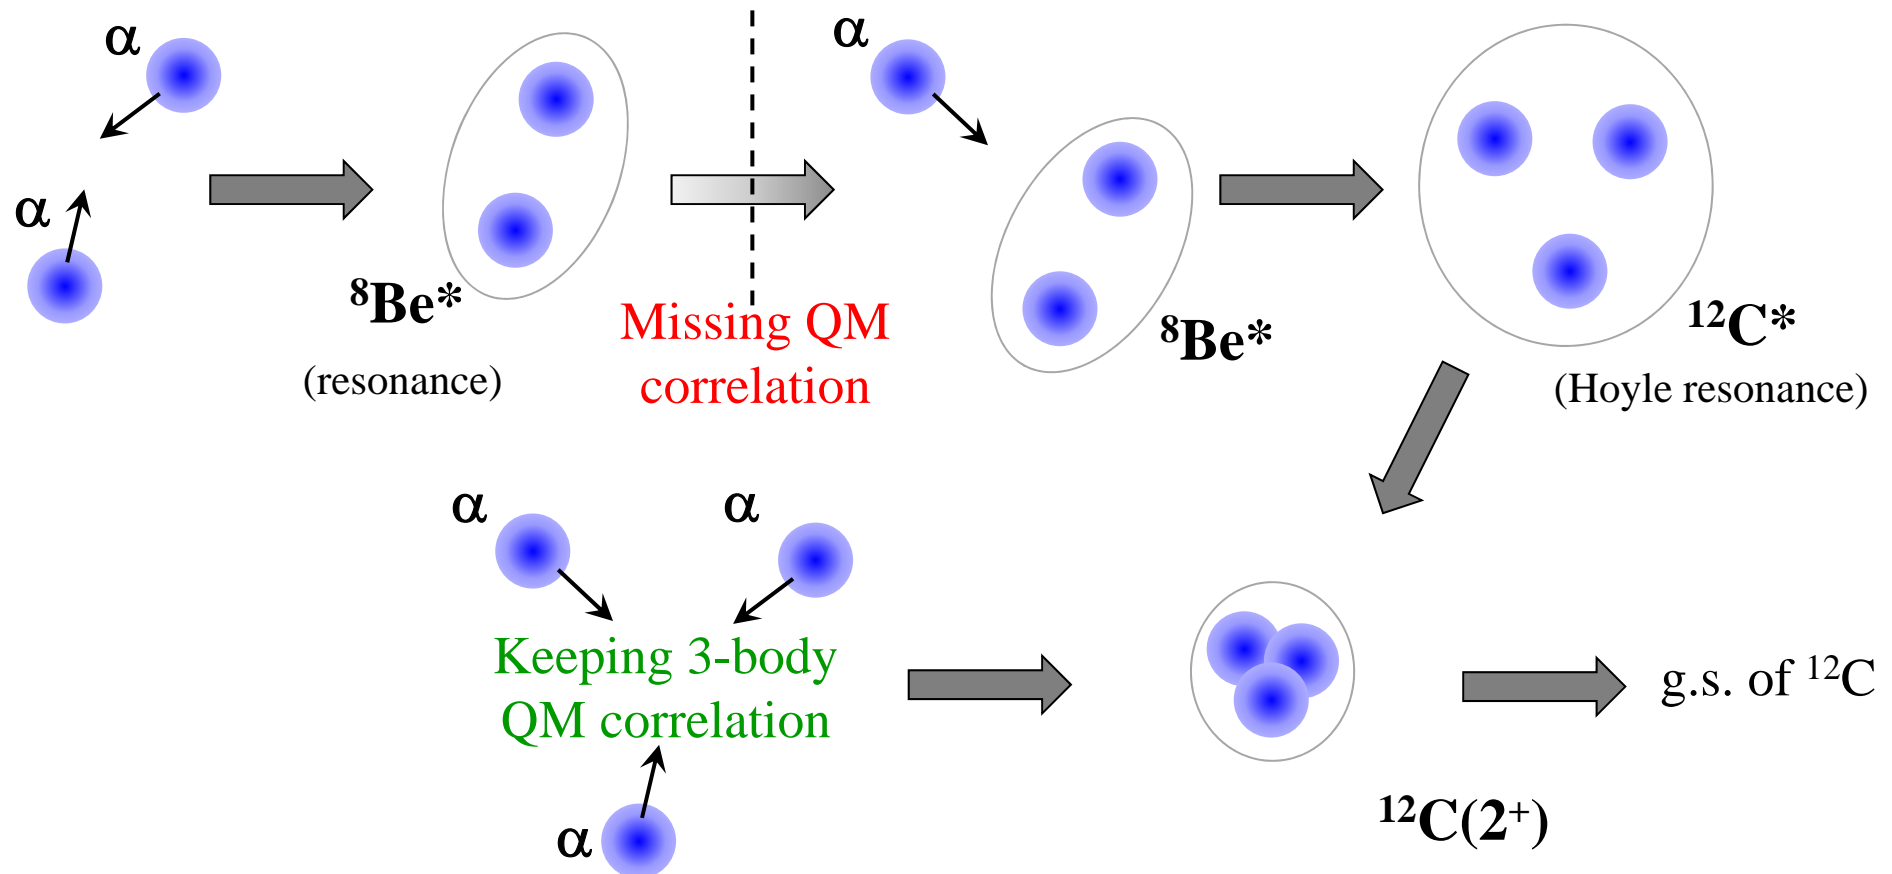 α
α
α
⁸Be*
(resonance)
Missing QM
correlation
⁸Be*
¹²C*
(Hoyle resonance)
α
α
Keeping 3-body
QM correlation
α
¹²C(2⁺)
g.s. of ¹²C